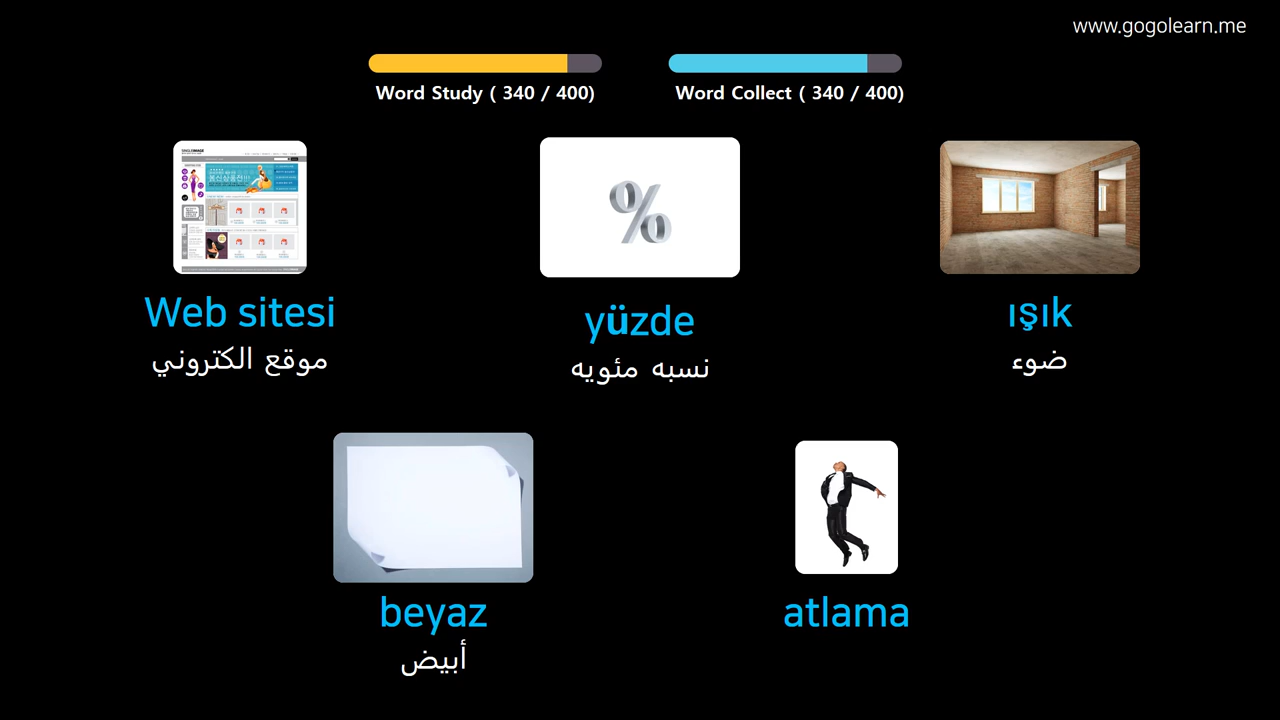 www.gogolearn.me
Word Study ( 340 / 400)
Word Collect ( 340 / 400)
%
Web sitesi
موقع الكتروني
yüzde
نسبه مئويه
ışık
ضوء
beyaz
أبيض
atlama